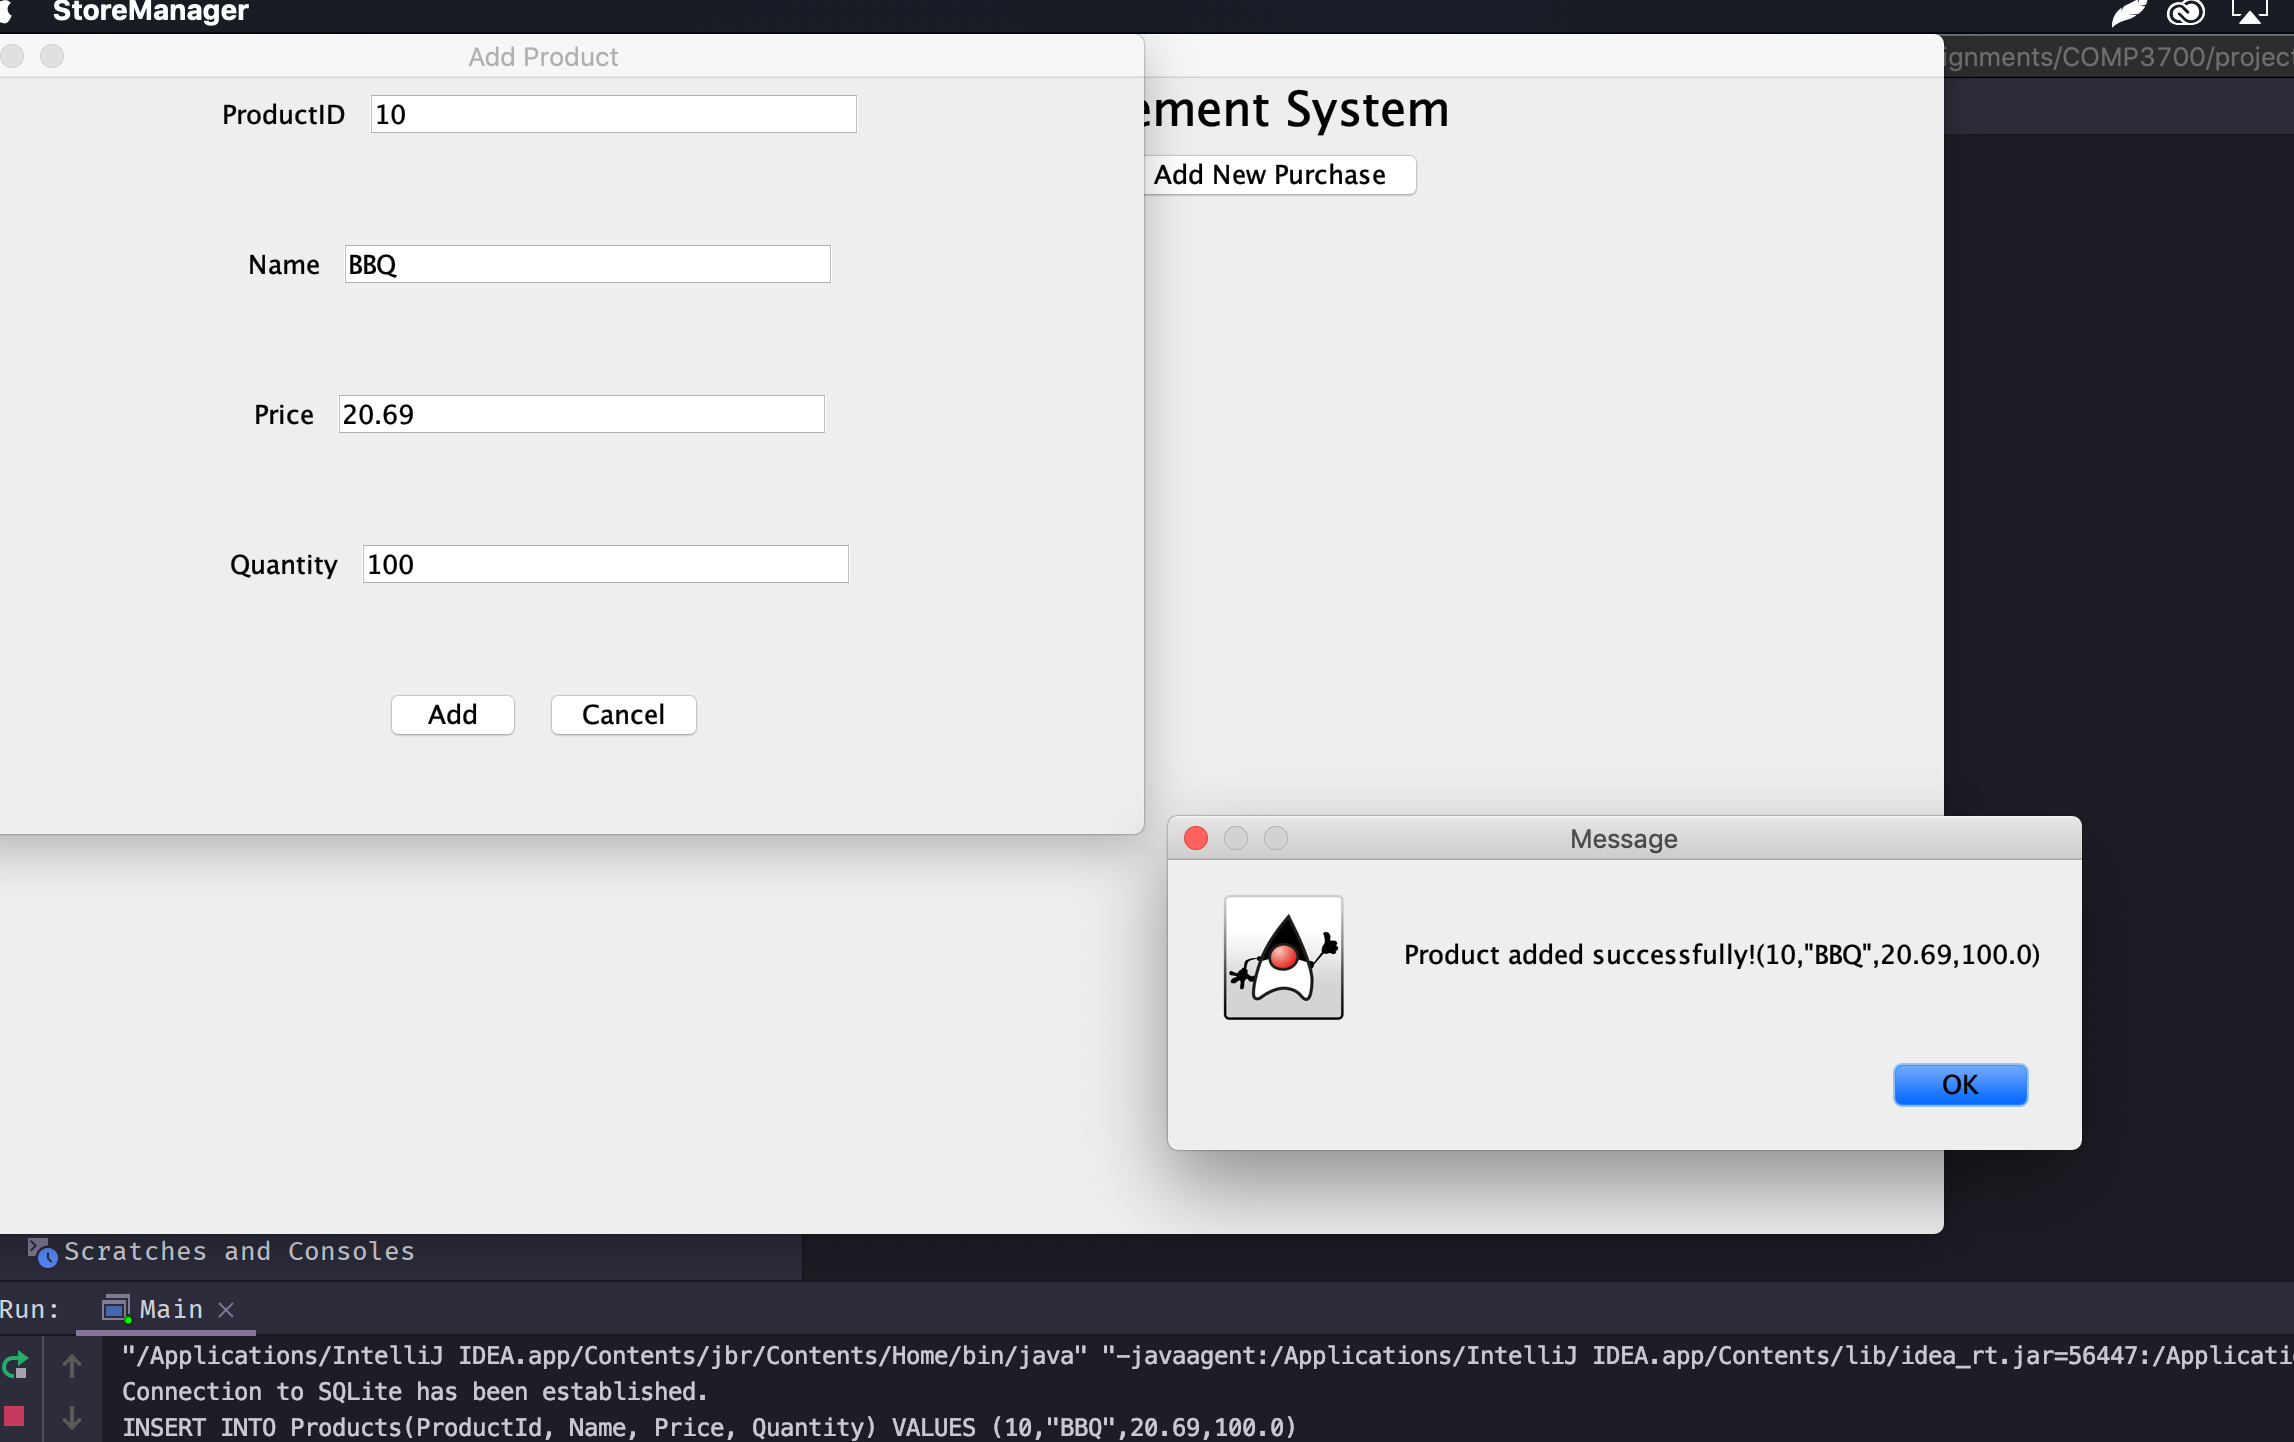 StoreManager
Add Product
ignments/COMP3700/project
ProductID 10
ement System
Add New Purchase
Name BBQ
Price 20.69
Quantity 100
Add Cancel
Message
Product added successfully!(10,"BBQ",20.69,100.0)
OK
Scratches and Consoles
Run: Main
"/Applications/IntelliJ IDEA.app/Contents/jbr/Contents/Home/bin/java" "-javaagent:/Applications/IntelliJ IDEA.app/Contents/lib/idea_rt.jar=56447:/Applicati
Connection to SQLite has been established.
INSERT INTO Products(ProductId, Name, Price, Quantity) VALUES (10,"BBQ",20.69,100.0)